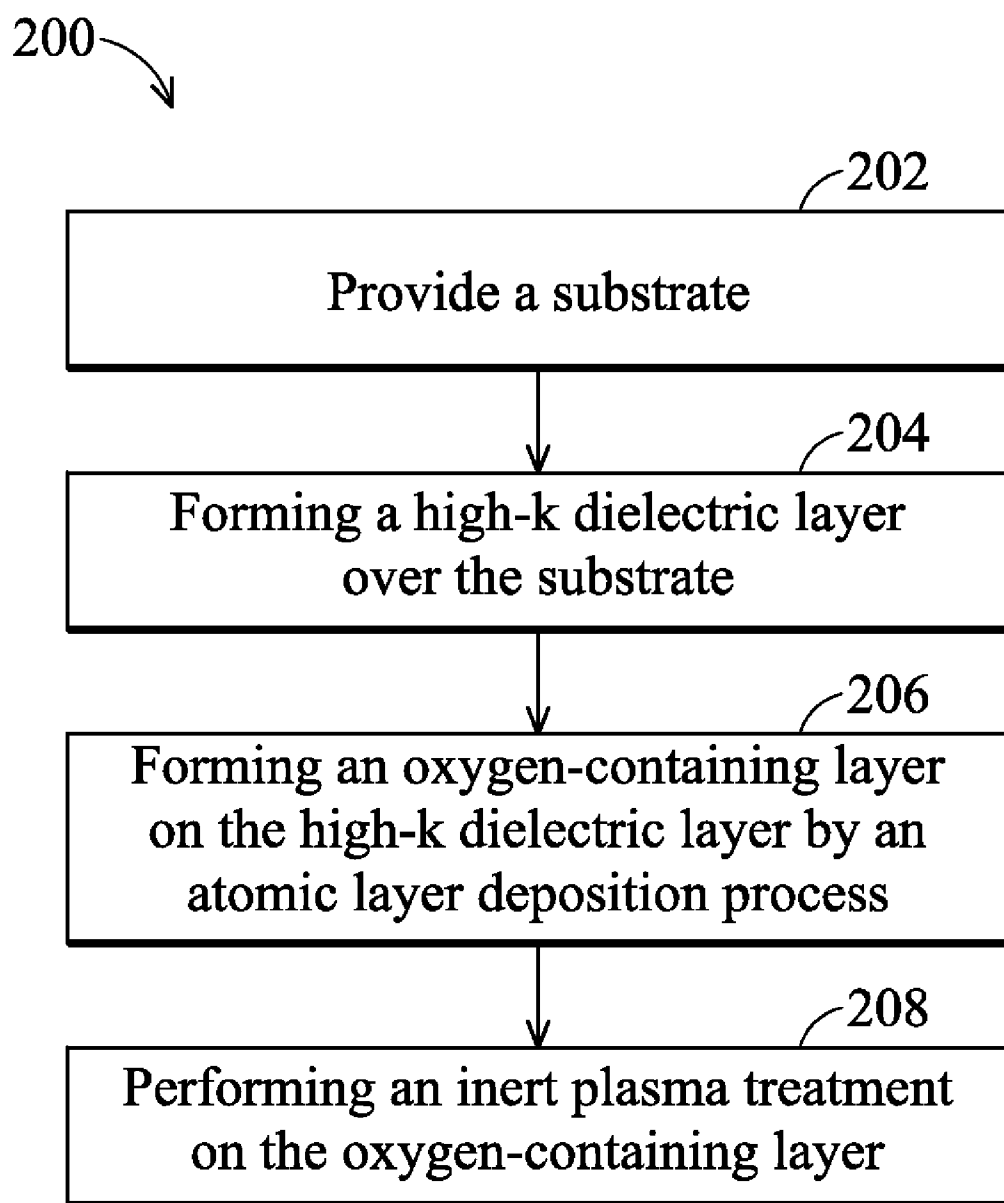 200
202
Provide a substrate
204
Forming a high-k dielectric layer
over the substrate
206
Forming an oxygen-containing layer
on the high-k dielectric layer by an
atomic layer deposition process
208
Performing an inert plasma treatment
on the oxygen-containing layer